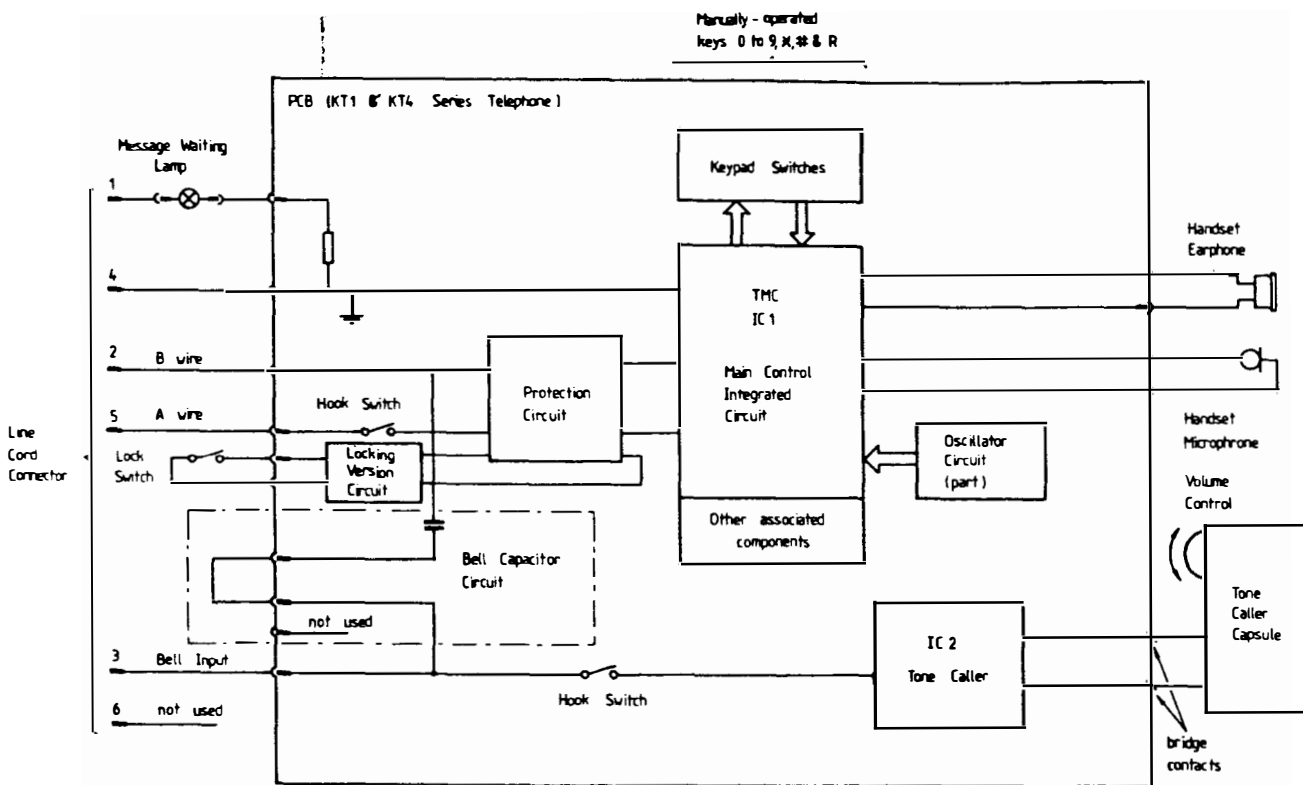 Manually - operated
keys 0 to 9, *, # & R
PCB (KT1 & KT4 Series Telephone)
Message Waiting
Lamp
Keypad Switches
1
Handset
Earphone
4
TMC
IC 1
2
B wire
Protection
Circuit
Main Control
Integrated
Circuit
5
A wire
Hook Switch
Line
Cord
Connector
Lock
Switch
Locking
Version
Circuit
Oscillator
Circuit
(part)
Handset
Microphrone
Volume
Control
Other associated
components
Bell Capacitor
Circuit
not used
Tone
Caller
Capsule
IC 2
Tone Caller
3
Bell Input
Hook Switch
6
not used
bridge
contacts